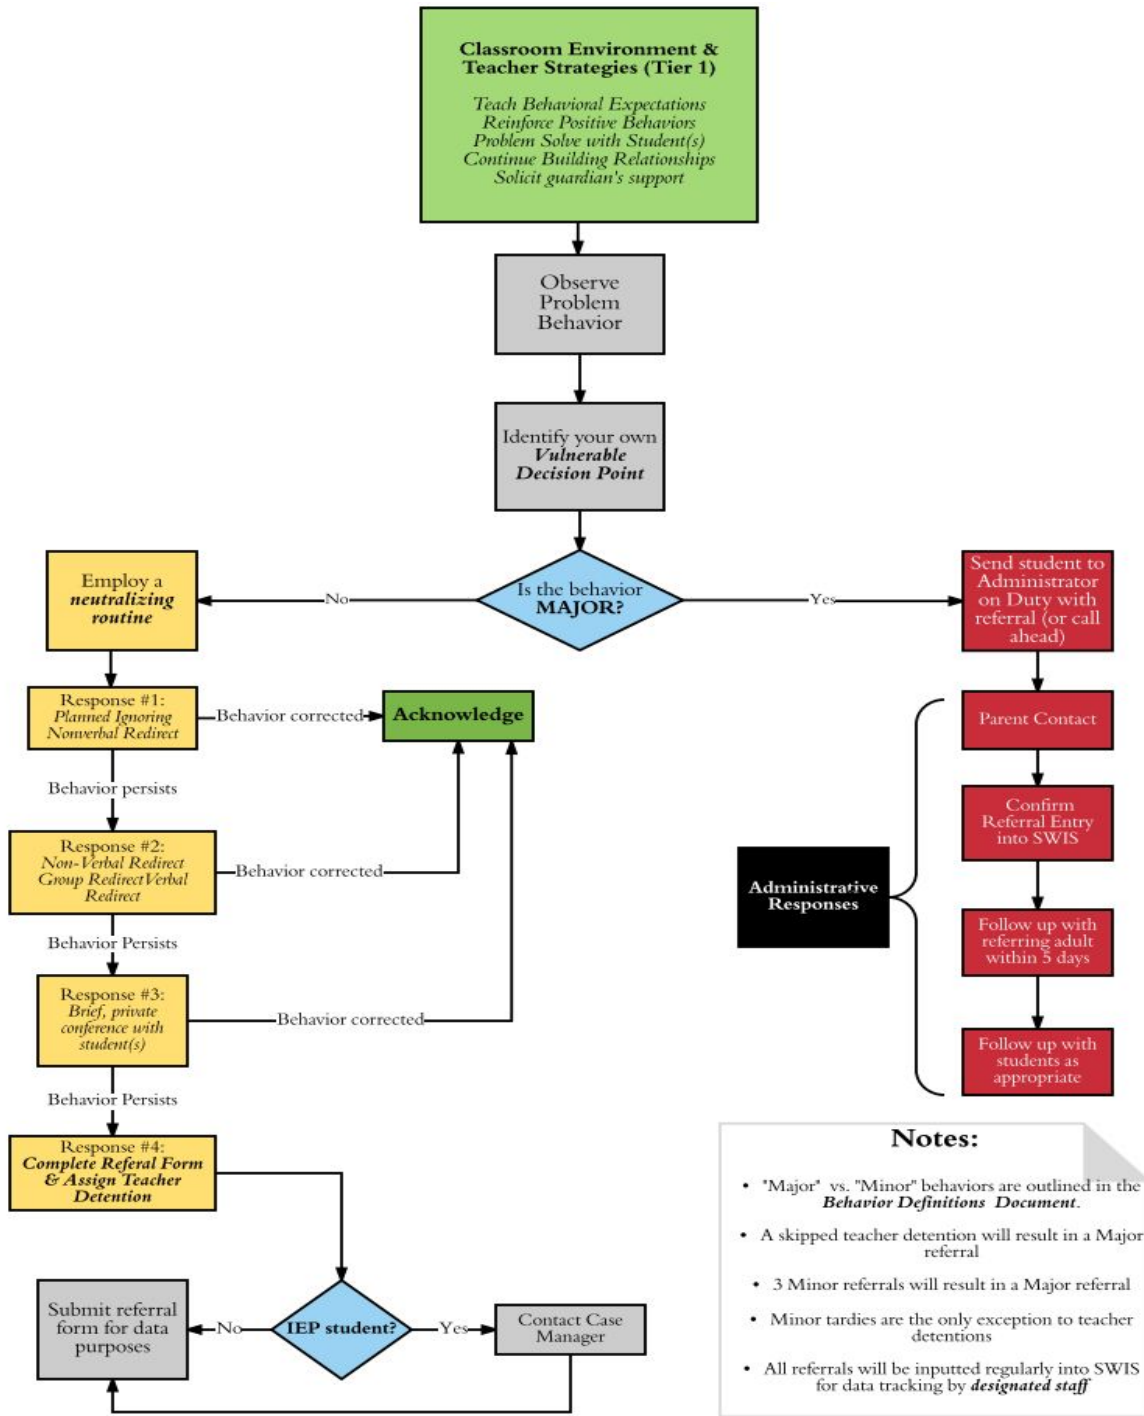 Classroom Environment &
Teacher Strategies (Tier 1)
Teach Behavioral Expectations
Reinforce Positive Behaviors
Problem Solve with Student(s)
Continue Building Relationships
Solicit guardian's support
Observe
Problem
Behavior
Identify your own
Vulnerable
Decision Point
Is the behavior
MAJOR?
No
Yes
Employ a
neutralizing
routine
Response #1:
Planned Ignoring
Nonverbal Redirect
Behavior corrected
Acknowledge
Behavior persists
Response #2:
Non-Verbal Redirect
Group RedirectVerbal
Redirect
Behavior corrected
Behavior Persists
Response #3:
Brief, private
conference with
student(s)
Behavior corrected
Behavior Persists
Response #4:
Complete Referal Form
& Assign Teacher
Detention
IEP student?
No
Yes
Submit referral
form for data
purposes
Contact Case
Manager
Send student to
Administrator
on Duty with
referral (or call
ahead)
Administrative
Responses
Parent Contact
Confirm
Referral Entry
into SWIS
Follow up with
referring adult
within 5 days
Follow up with
students as
appropriate
Notes:
• "Major" vs. "Minor" behaviors are outlined in the
Behavior Definitions Document.
• A skipped teacher detention will result in a Major
referral
• 3 Minor referrals will result in a Major referral
• Minor tardies are the only exception to teacher
detentions
• All referrals will be inputted regularly into SWIS
for data tracking by designated staff